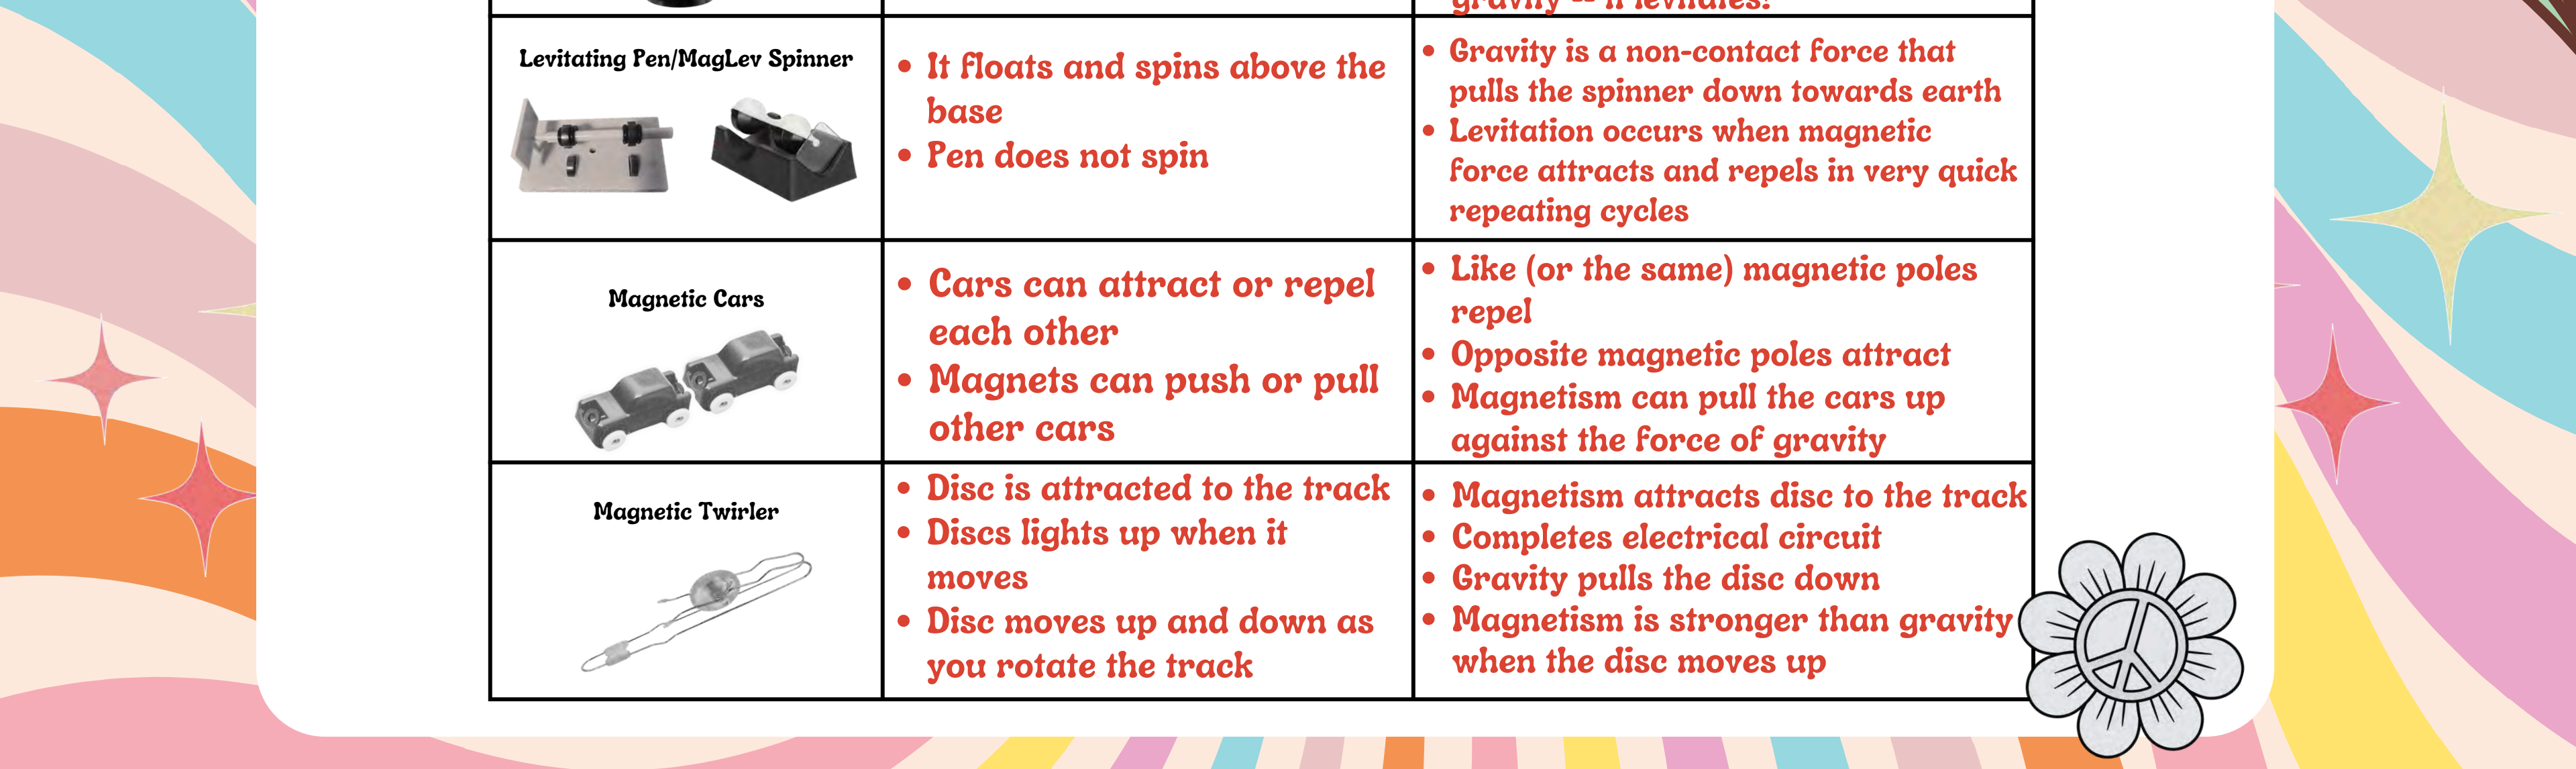 gravity -- it levitates!
Levitating Pen/MagLev Spinner
• It floats and spins above the
base
• Pen does not spin
• Gravity is a non-contact force that
pulls the spinner down towards earth
• Levitation occurs when magnetic
force attracts and repels in very quick
repeating cycles
Magnetic Cars
• Cars can attract or repel
each other
• Magnets can push or pull
other cars
• Like (or the same) magnetic poles
repel
• Opposite magnetic poles attract
• Magnetism can pull the cars up
against the force of gravity
Magnetic Twirler
• Disc is attracted to the track
• Discs lights up when it
moves
• Disc moves up and down as
you rotate the track
• Magnetism attracts disc to the track
• Completes electrical circuit
• Gravity pulls the disc down
• Magnetism is stronger than gravity
when the disc moves up